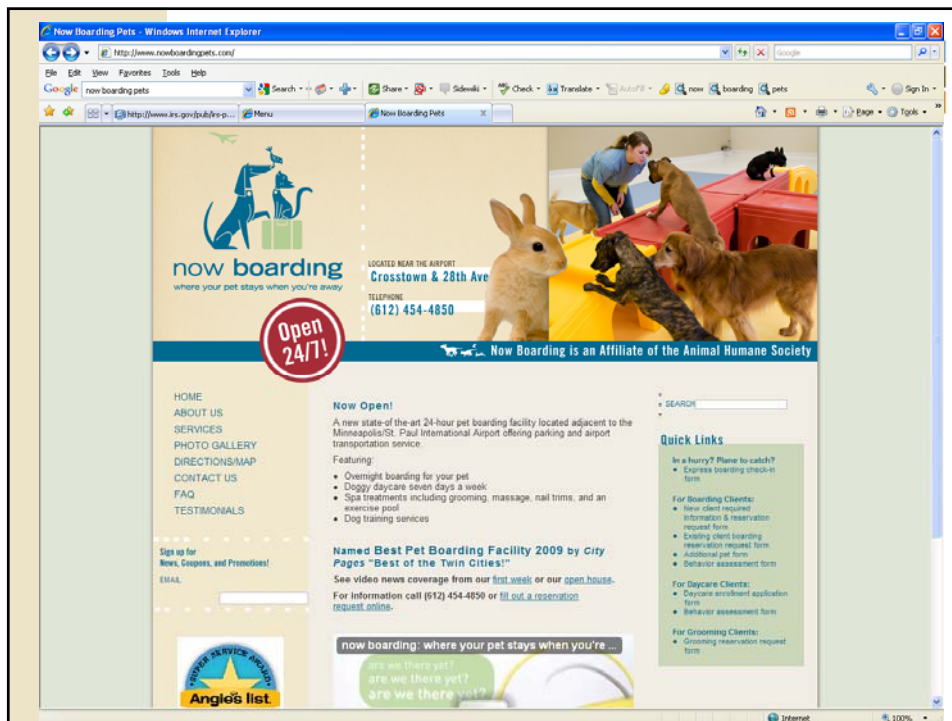 Now Boarding Pets - Windows Internet Explorer
http://www.nowboardingpets.com/
Google
File Edit View Favorites Tools Help
Google now boarding pets Search Share Sidewiki Check Translate AutoFill now boarding pets Sign In
http://www.irs.gov/pub/irs-p... Menu Now Boarding Pets X Page Tools
now boarding
where your pet stays when you're away
LOCATED NEAR THE AIRPORT
Crosstown & 28th Ave
TELEPHONE
(612) 454-4850
Open
24/7!
Now Boarding is an Affiliate of the Animal Humane Society
HOME
ABOUT US
SERVICES
PHOTO GALLERY
DIRECTIONS/MAP
CONTACT US
FAQ
TESTIMONIALS
Sign up for
News, Coupons, and Promotions!
EMAIL
SUPER SERVICE AWARD
Angie's list.
Now Open!
A new state-of-the-art 24-hour pet boarding facility located adjacent to the
Minneapolis/St. Paul International Airport offering parking and airport
transportation service.
Featuring:
• Overnight boarding for your pet
• Doggy daycare seven days a week
• Spa treatments including grooming, massage, nail trims, and an
exercise pool
• Dog training services
Named Best Pet Boarding Facility 2009 by City
Pages "Best of the Twin Cities!"
See video news coverage from our first week or our open house.
For information call (612) 454-4850 or fill out a reservation
request online.
now boarding: where your pet stays when you're ...
are we there yet?
are we there yet?
are we there yet?
SEARCH
Quick Links
In a hurry? Plane to catch?
• Express boarding check-in
form
For Boarding Clients:
• New client required
information & reservation
request form
• Existing client boarding
reservation request form
• Additional pet form
• Behavior assessment form
For Daycare Clients:
• Daycare enrollment application
form
• Behavior assessment form
For Grooming Clients:
• Grooming reservation request
form
Internet 100%